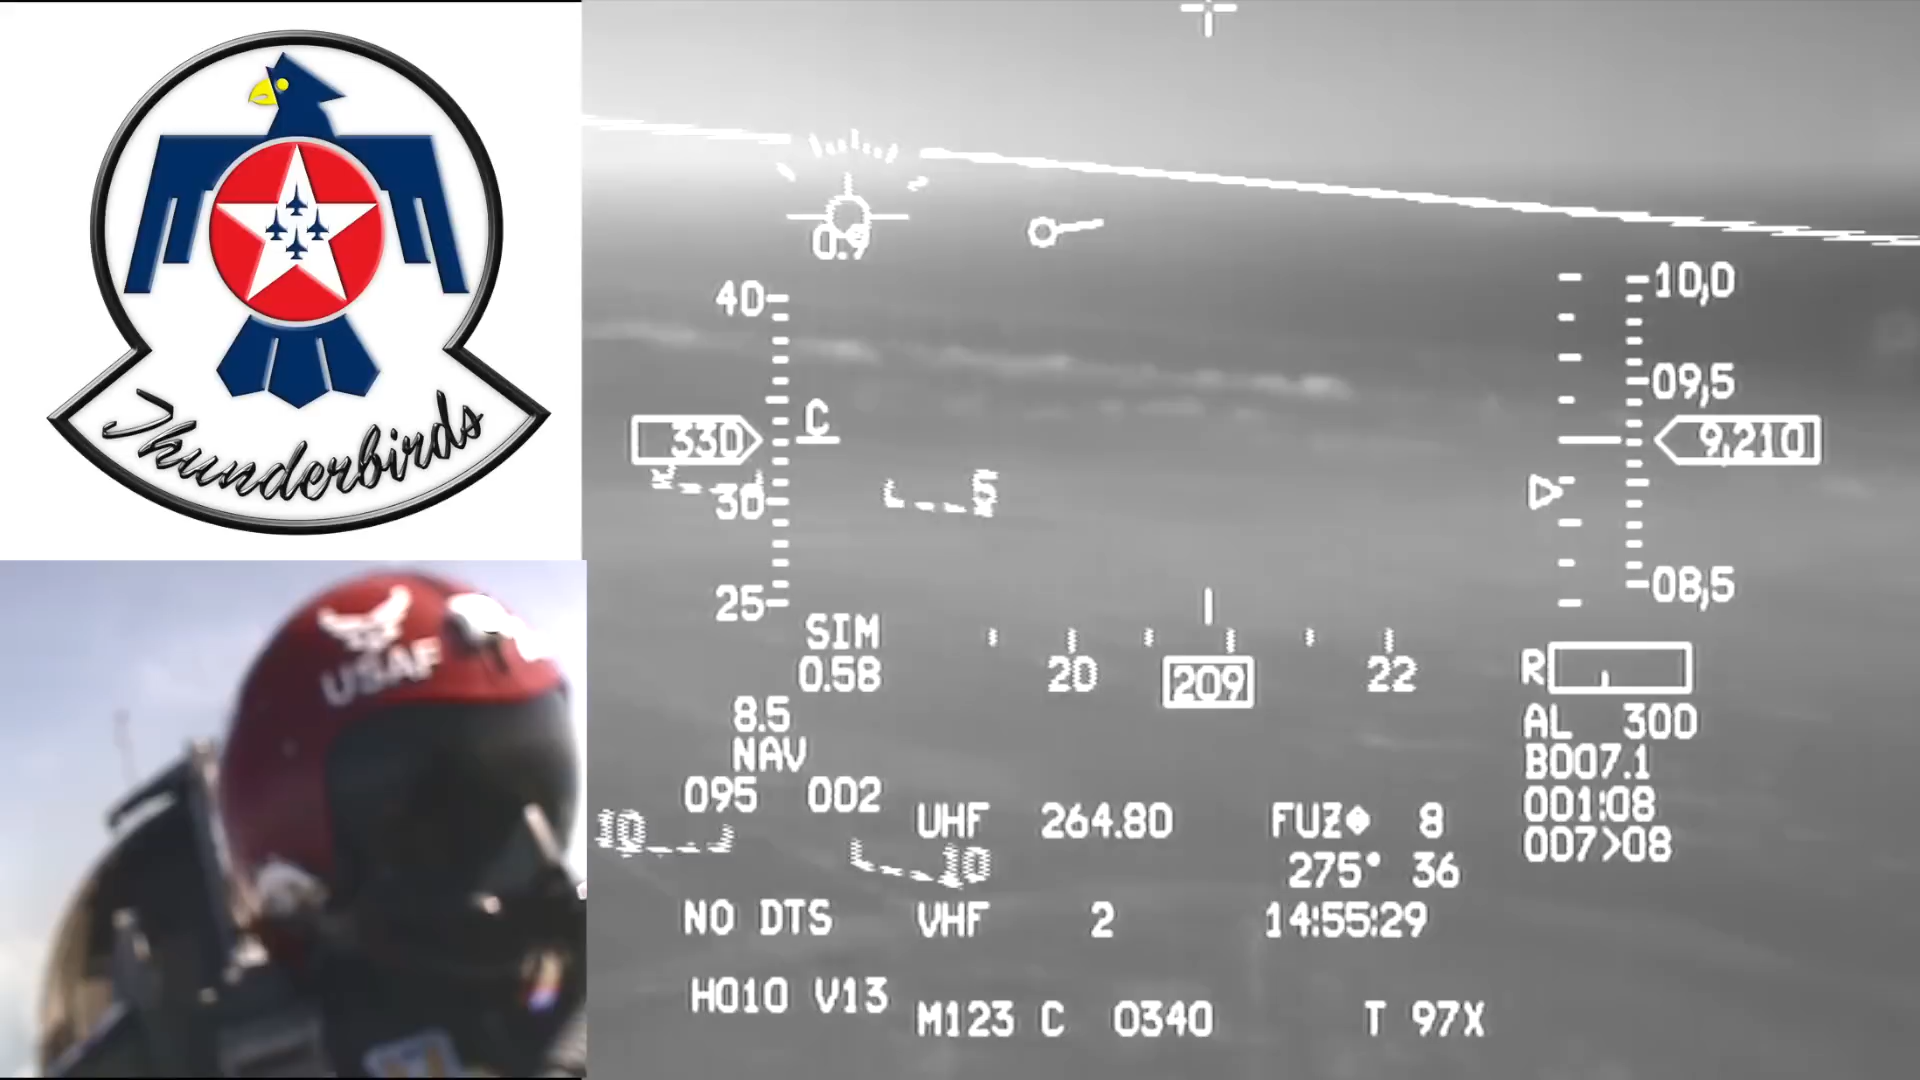 Thunderbirds
USAF
0.9
40
C
330
30
25
5
10,0
09,5
9,210
08,5
SIM
0.58
20
209
22
R
8.5
NAV
AL 300
B007.1
001:08
007>08
095 002
10
10
UHF 264.80
FUZ 8
275° 36
NO DTS
VHF 2
14:55:29
H010 V13
M123 C 0340
T 97X